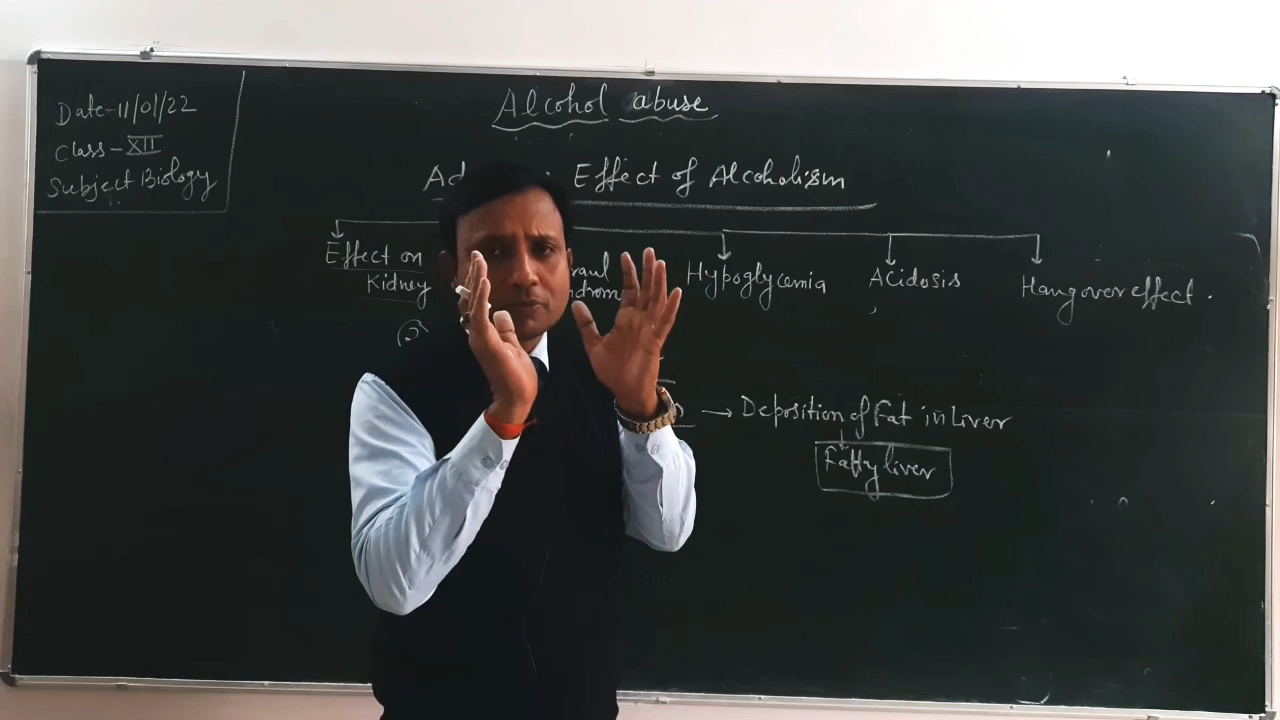 Date-11/01/22
Class-XII
Subject Biology
Alcohol abuse
Effect of Alcoholism
Effect on
Kidney
Hypoglycemia
Acidosis
Hangover effect.
→ Deposition of Fat in Liver
Fatty liver